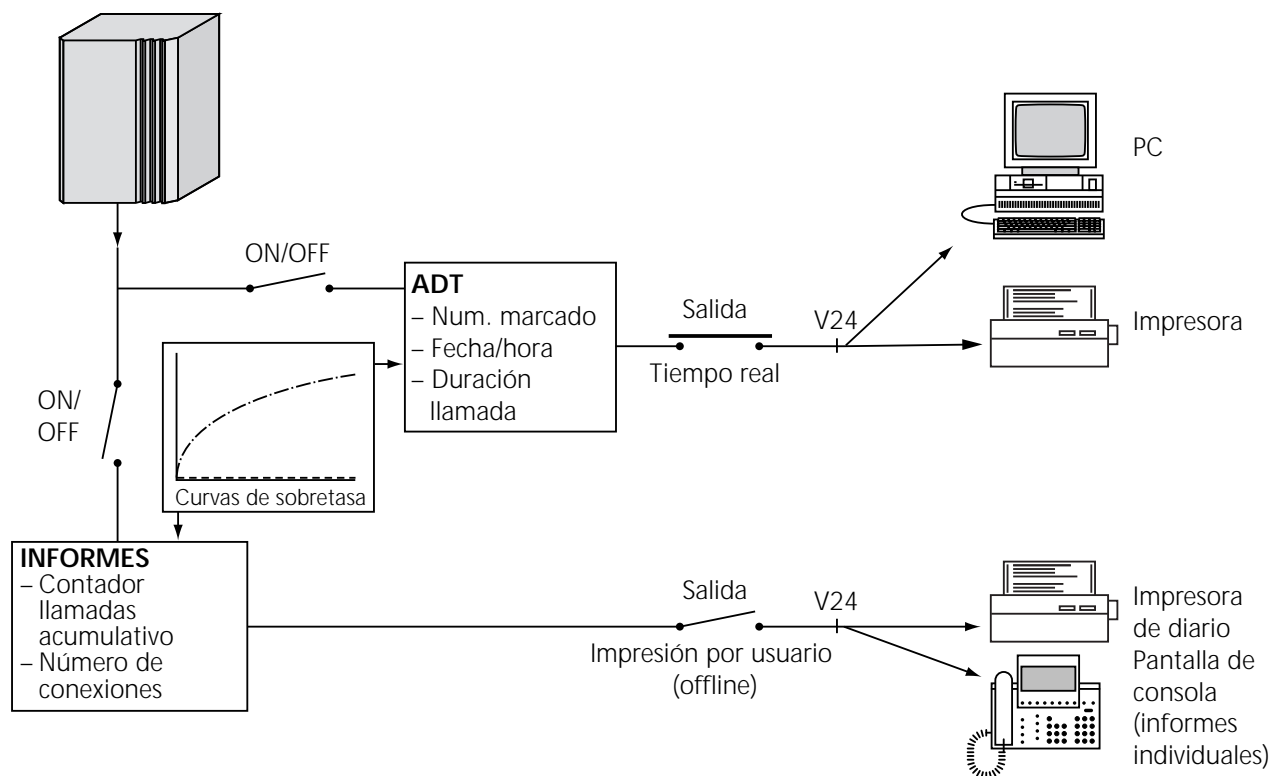 PC
ON/OFF
ADT
– Num. marcado
– Fecha/hora
– Duración
llamada
Salida
Tiempo real
V24
Impresora
ON/
OFF
Curvas de sobretasa
INFORMES
– Contador
llamadas
acumulativo
– Número de
conexiones
Salida
Impresión por usuario
(offline)
V24
Impresora
de diario
Pantalla de
consola
(informes
individuales)